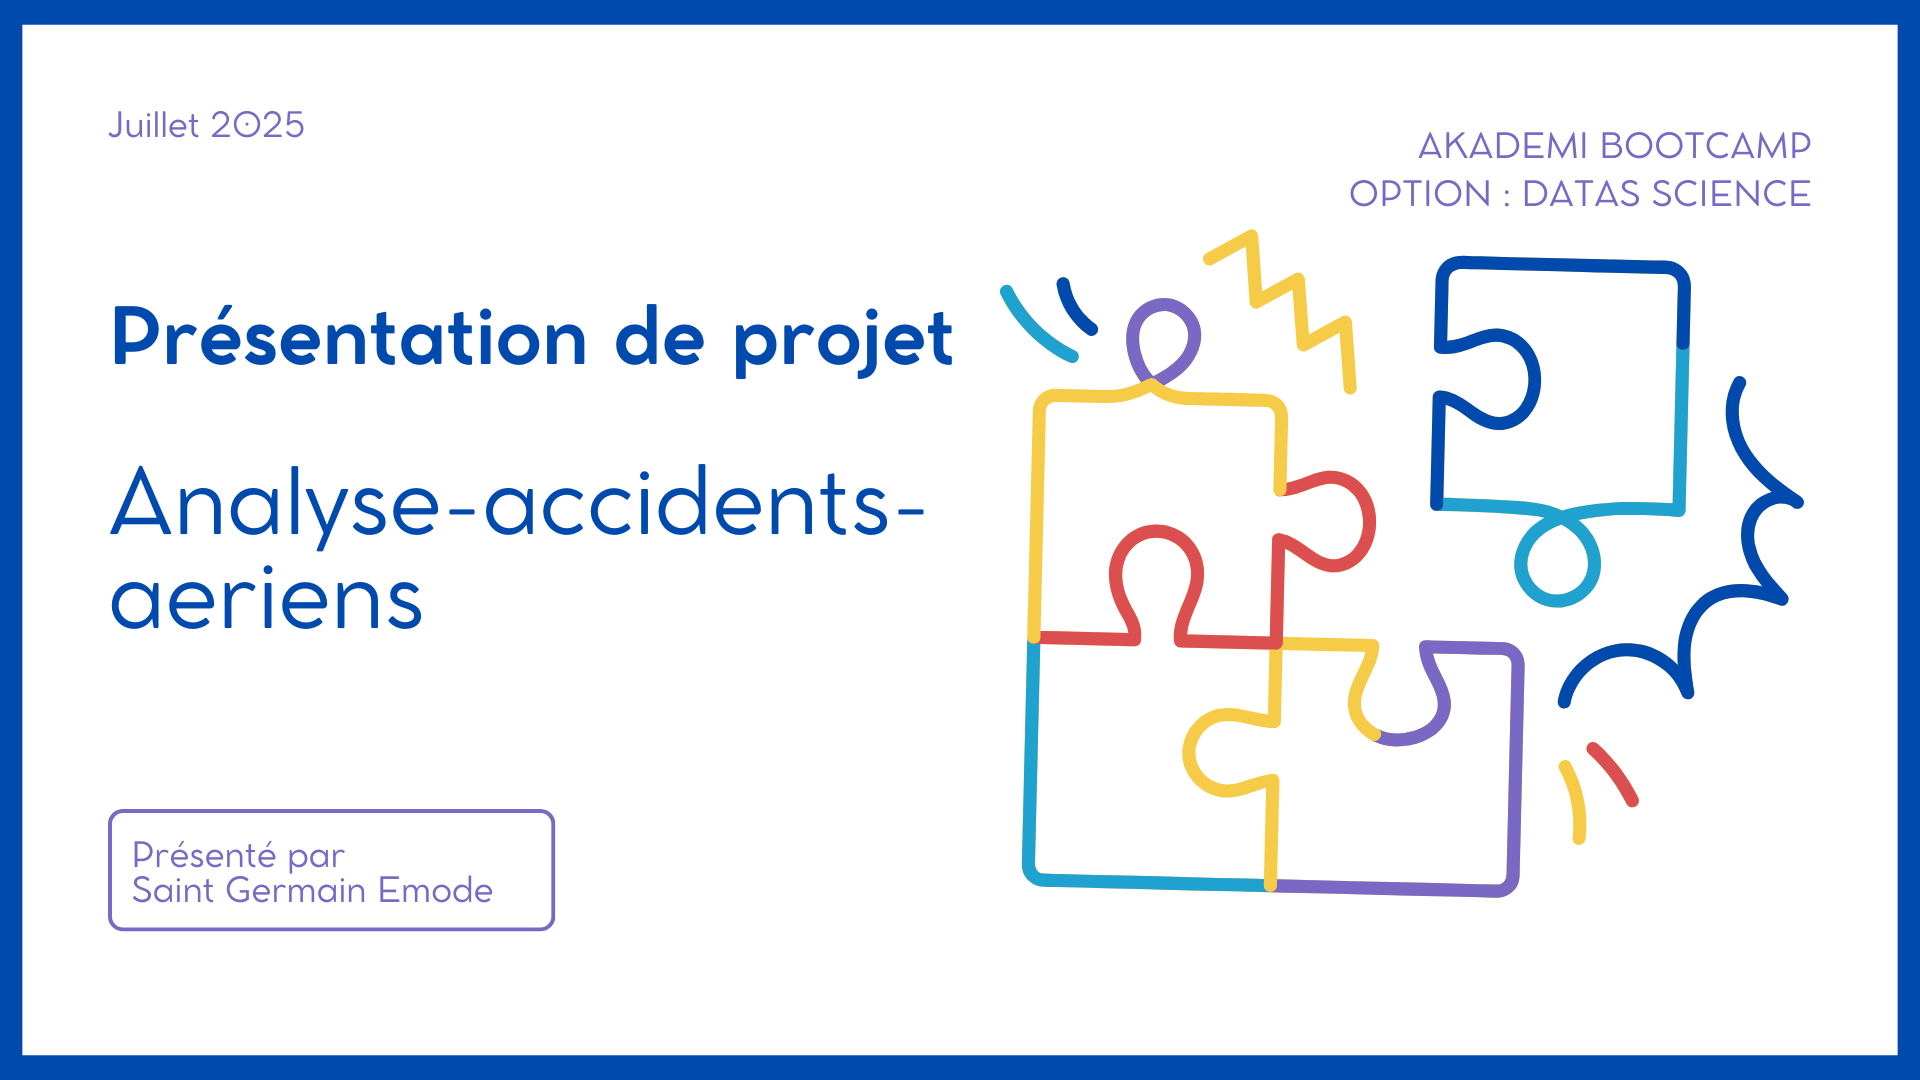 Juillet 2025
AKADEMI BOOTCAMP
OPTION : DATAS SCIENCE
Présentation de projet
Analyse-accidents-
aeriens
Présenté par
Saint Germain Emode